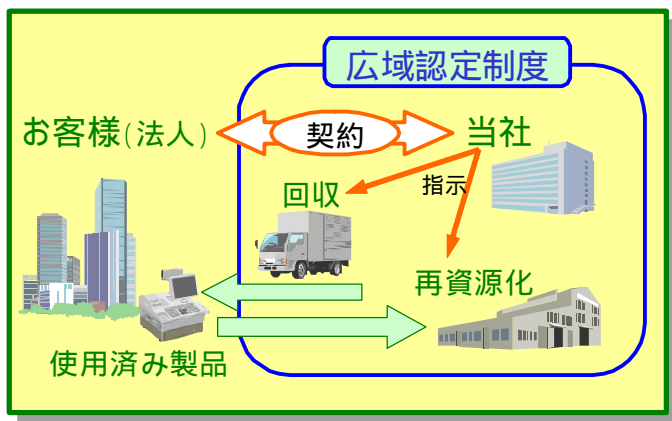 広域認定制度
お客様(法人)
契約
当社
回収
指示
再資源化
使用済み製品